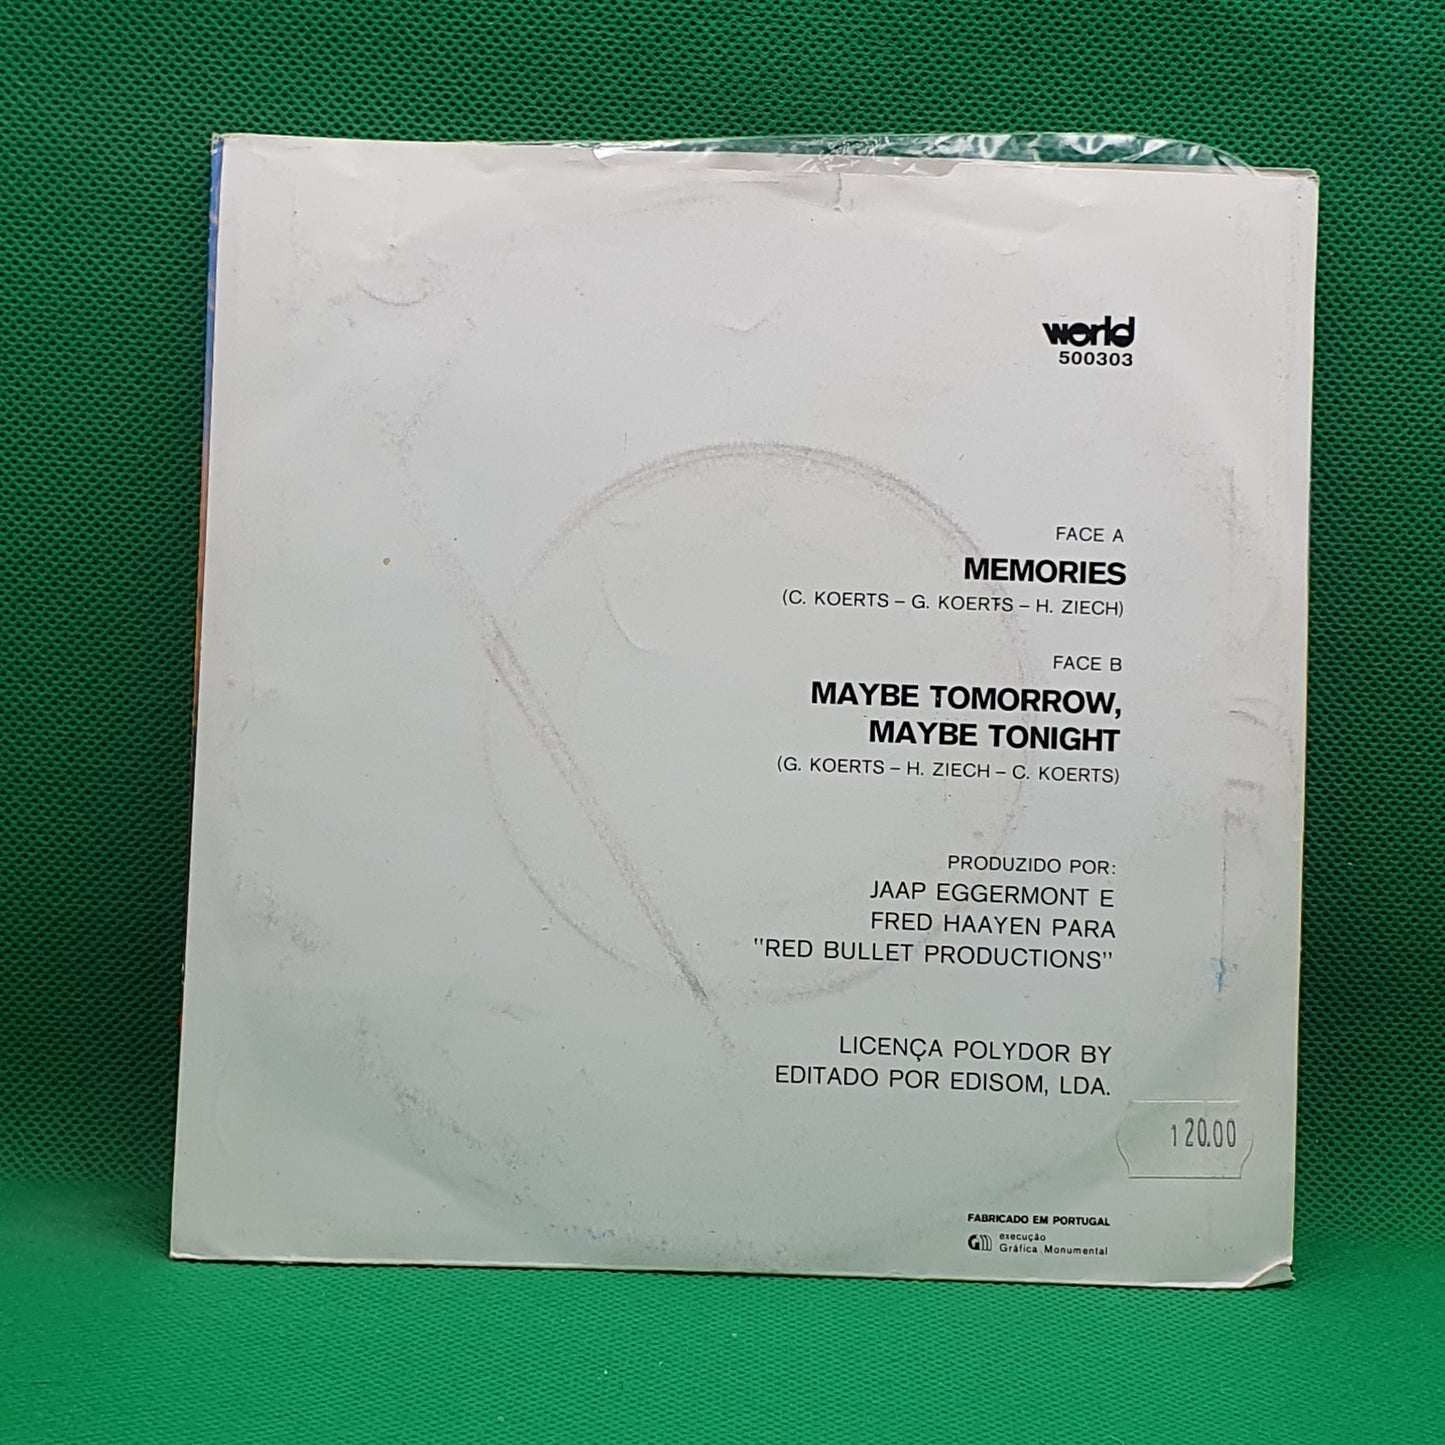 world
500303
FACE A
MEMORIES
(C. KOERTS – G. KOERTS – H. ZIECH)
FACE B
MAYBE TOMORROW,
MAYBE TONIGHT
(G. KOERTS – H. ZIECH – C. KOERTS)
PRODUZIDO POR:
JAAP EGGERMONT E
FRED HAAYEN PARA
"RED BULLET PRODUCTIONS"
LICENÇA POLYDOR BY
EDITADO POR EDISOM, LDA.
120.00
FABRICADO EM PORTUGAL
execução
Gráfica Monumental